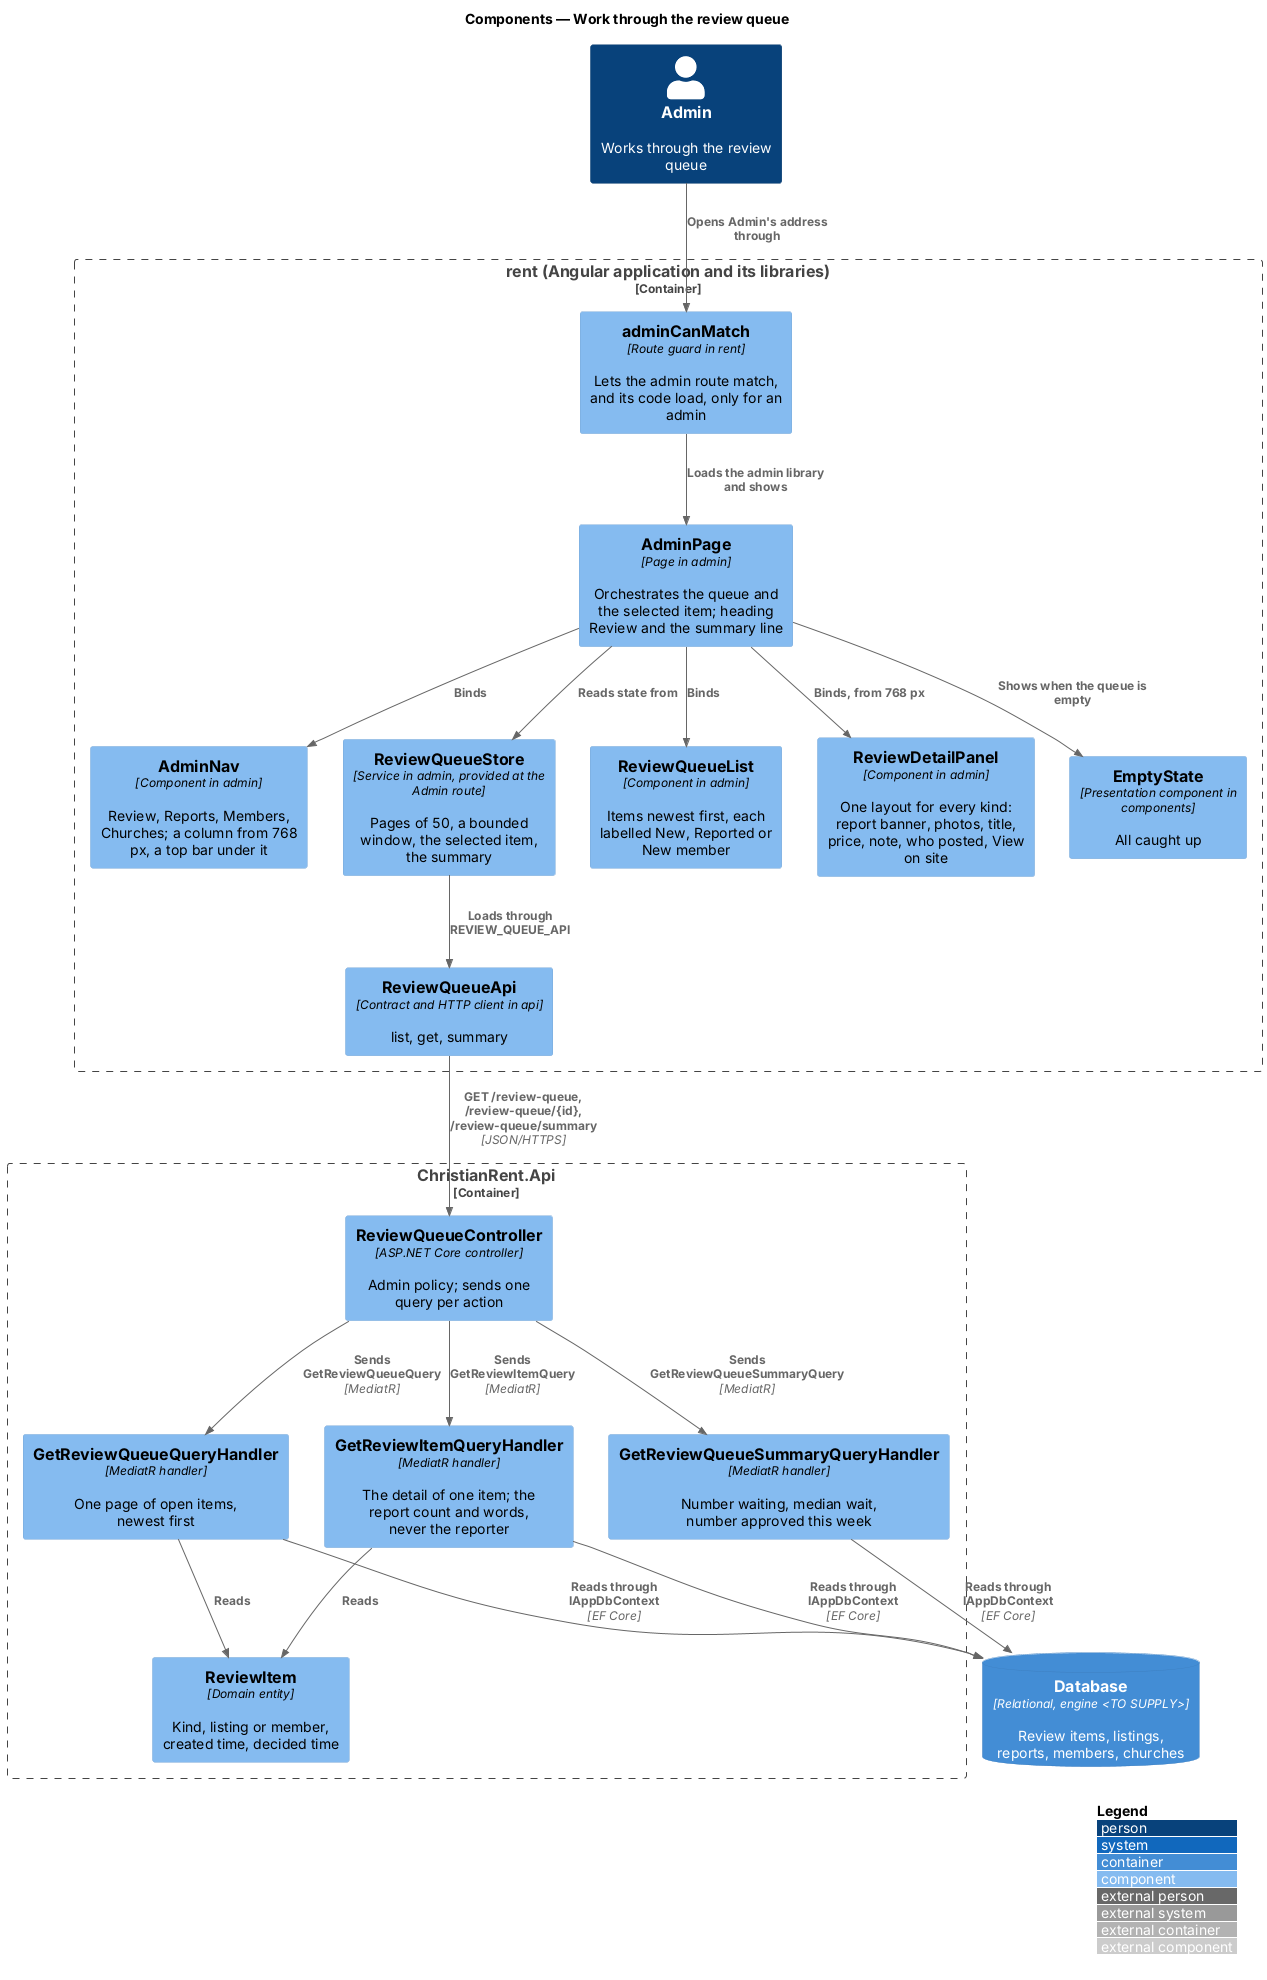 Components — Work through the review queue
Admin
Works through the review
queue
Opens Admin's address
through
rent (Angular application and its libraries)
[Container]
adminCanMatch
[Route guard in rent]
Lets the admin route match,
and its code load, only for an
admin
Loads the admin library
and shows
AdminPage
[Page in admin]
Orchestrates the queue and
the selected item; heading
Review and the summary line
Binds
Reads state from
Binds
Binds, from 768 px
Shows when the queue is
empty
AdminNav
[Component in admin]
Review, Reports, Members,
Churches; a column from 768
px, a top bar under it
ReviewQueueStore
[Service in admin, provided at the
Admin route]
Pages of 50, a bounded
window, the selected item,
the summary
ReviewQueueList
[Component in admin]
Items newest first, each
labelled New, Reported or
New member
ReviewDetailPanel
[Component in admin]
One layout for every kind:
report banner, photos, title,
price, note, who posted, View
on site
EmptyState
[Presentation component in
components]
All caught up
Loads through
REVIEW_QUEUE_API
ReviewQueueApi
[Contract and HTTP client in api]
list, get, summary
GET /review-queue,
/review-queue/{id},
/review-queue/summary
[JSON/HTTPS]
ChristianRent.Api
[Container]
ReviewQueueController
[ASP.NET Core controller]
Admin policy; sends one
query per action
Sends
GetReviewQueueQuery
[MediatR]
Sends
GetReviewItemQuery
[MediatR]
Sends
GetReviewQueueSummaryQuery
[MediatR]
GetReviewQueueQueryHandler
[MediatR handler]
One page of open items,
newest first
GetReviewItemQueryHandler
[MediatR handler]
The detail of one item; the
report count and words,
never the reporter
GetReviewQueueSummaryQueryHandler
[MediatR handler]
Number waiting, median wait,
number approved this week
Reads
Reads
Reads through
IAppDbContext
[EF Core]
Reads through
IAppDbContext
[EF Core]
Reads through
IAppDbContext
[EF Core]
ReviewItem
[Domain entity]
Kind, listing or member,
created time, decided time
Database
[Relational, engine <TO SUPPLY>]
Review items, listings,
reports, members, churches
Legend
person
system
container
component
external person
external system
external container
external component